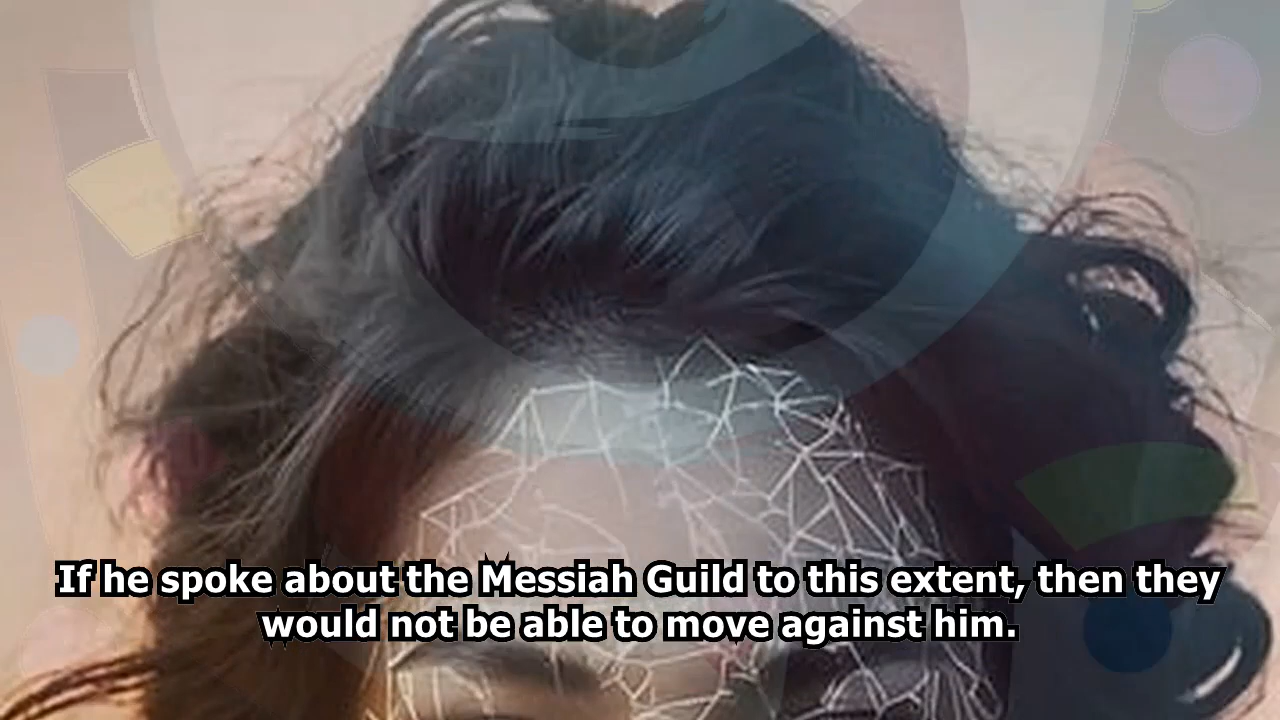 If he spoke about the Messiah Guild to this extent, then they
would not be able to move against him.